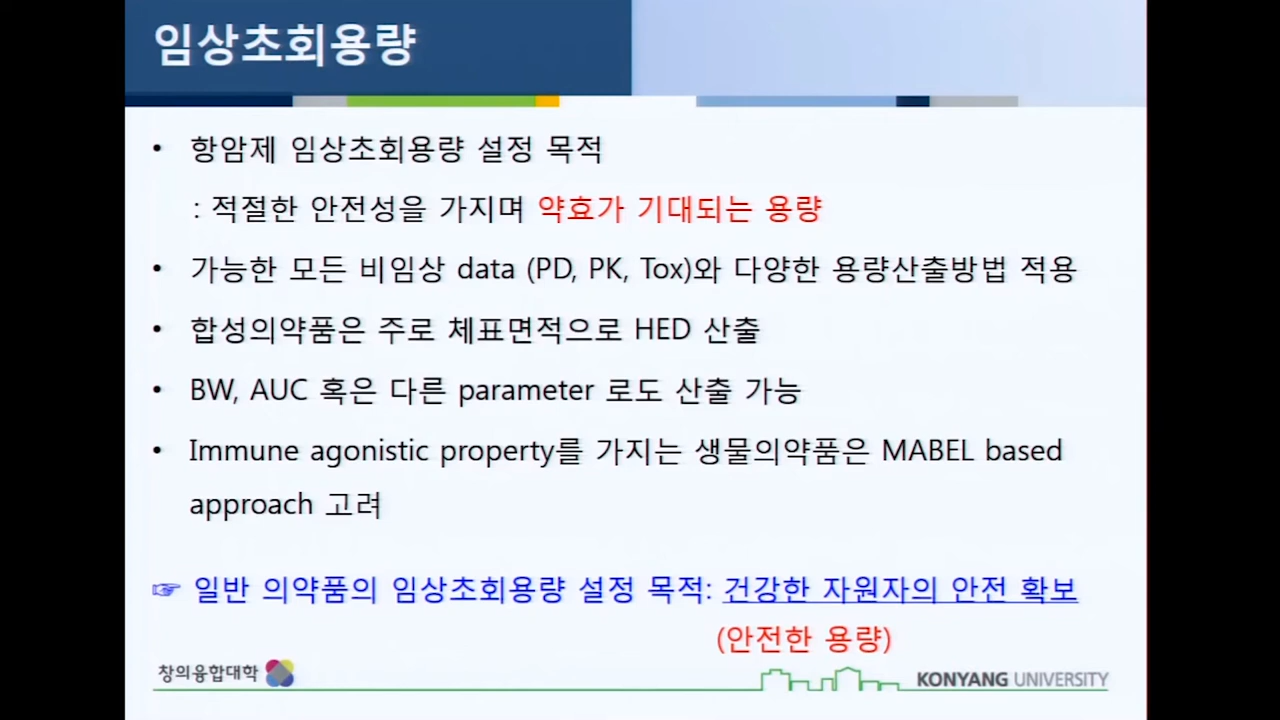 임상초회용량
• 항암제 임상초회용량 설정 목적
: 적절한 안전성을 가지며 약효가 기대되는 용량
• 가능한 모든 비임상 data (PD, PK, Tox)와 다양한 용량산출방법 적용
• 합성의약품은 주로 체표면적으로 HED 산출
• BW, AUC 혹은 다른 parameter 로도 산출 가능
• Immune agonistic property를 가지는 생물의약품은 MABEL based
approach 고려
☞ 일반 의약품의 임상초회용량 설정 목적: 건강한 자원자의 안전 확보
(안전한 용량)
창의융합대학
KONYANG UNIVERSITY